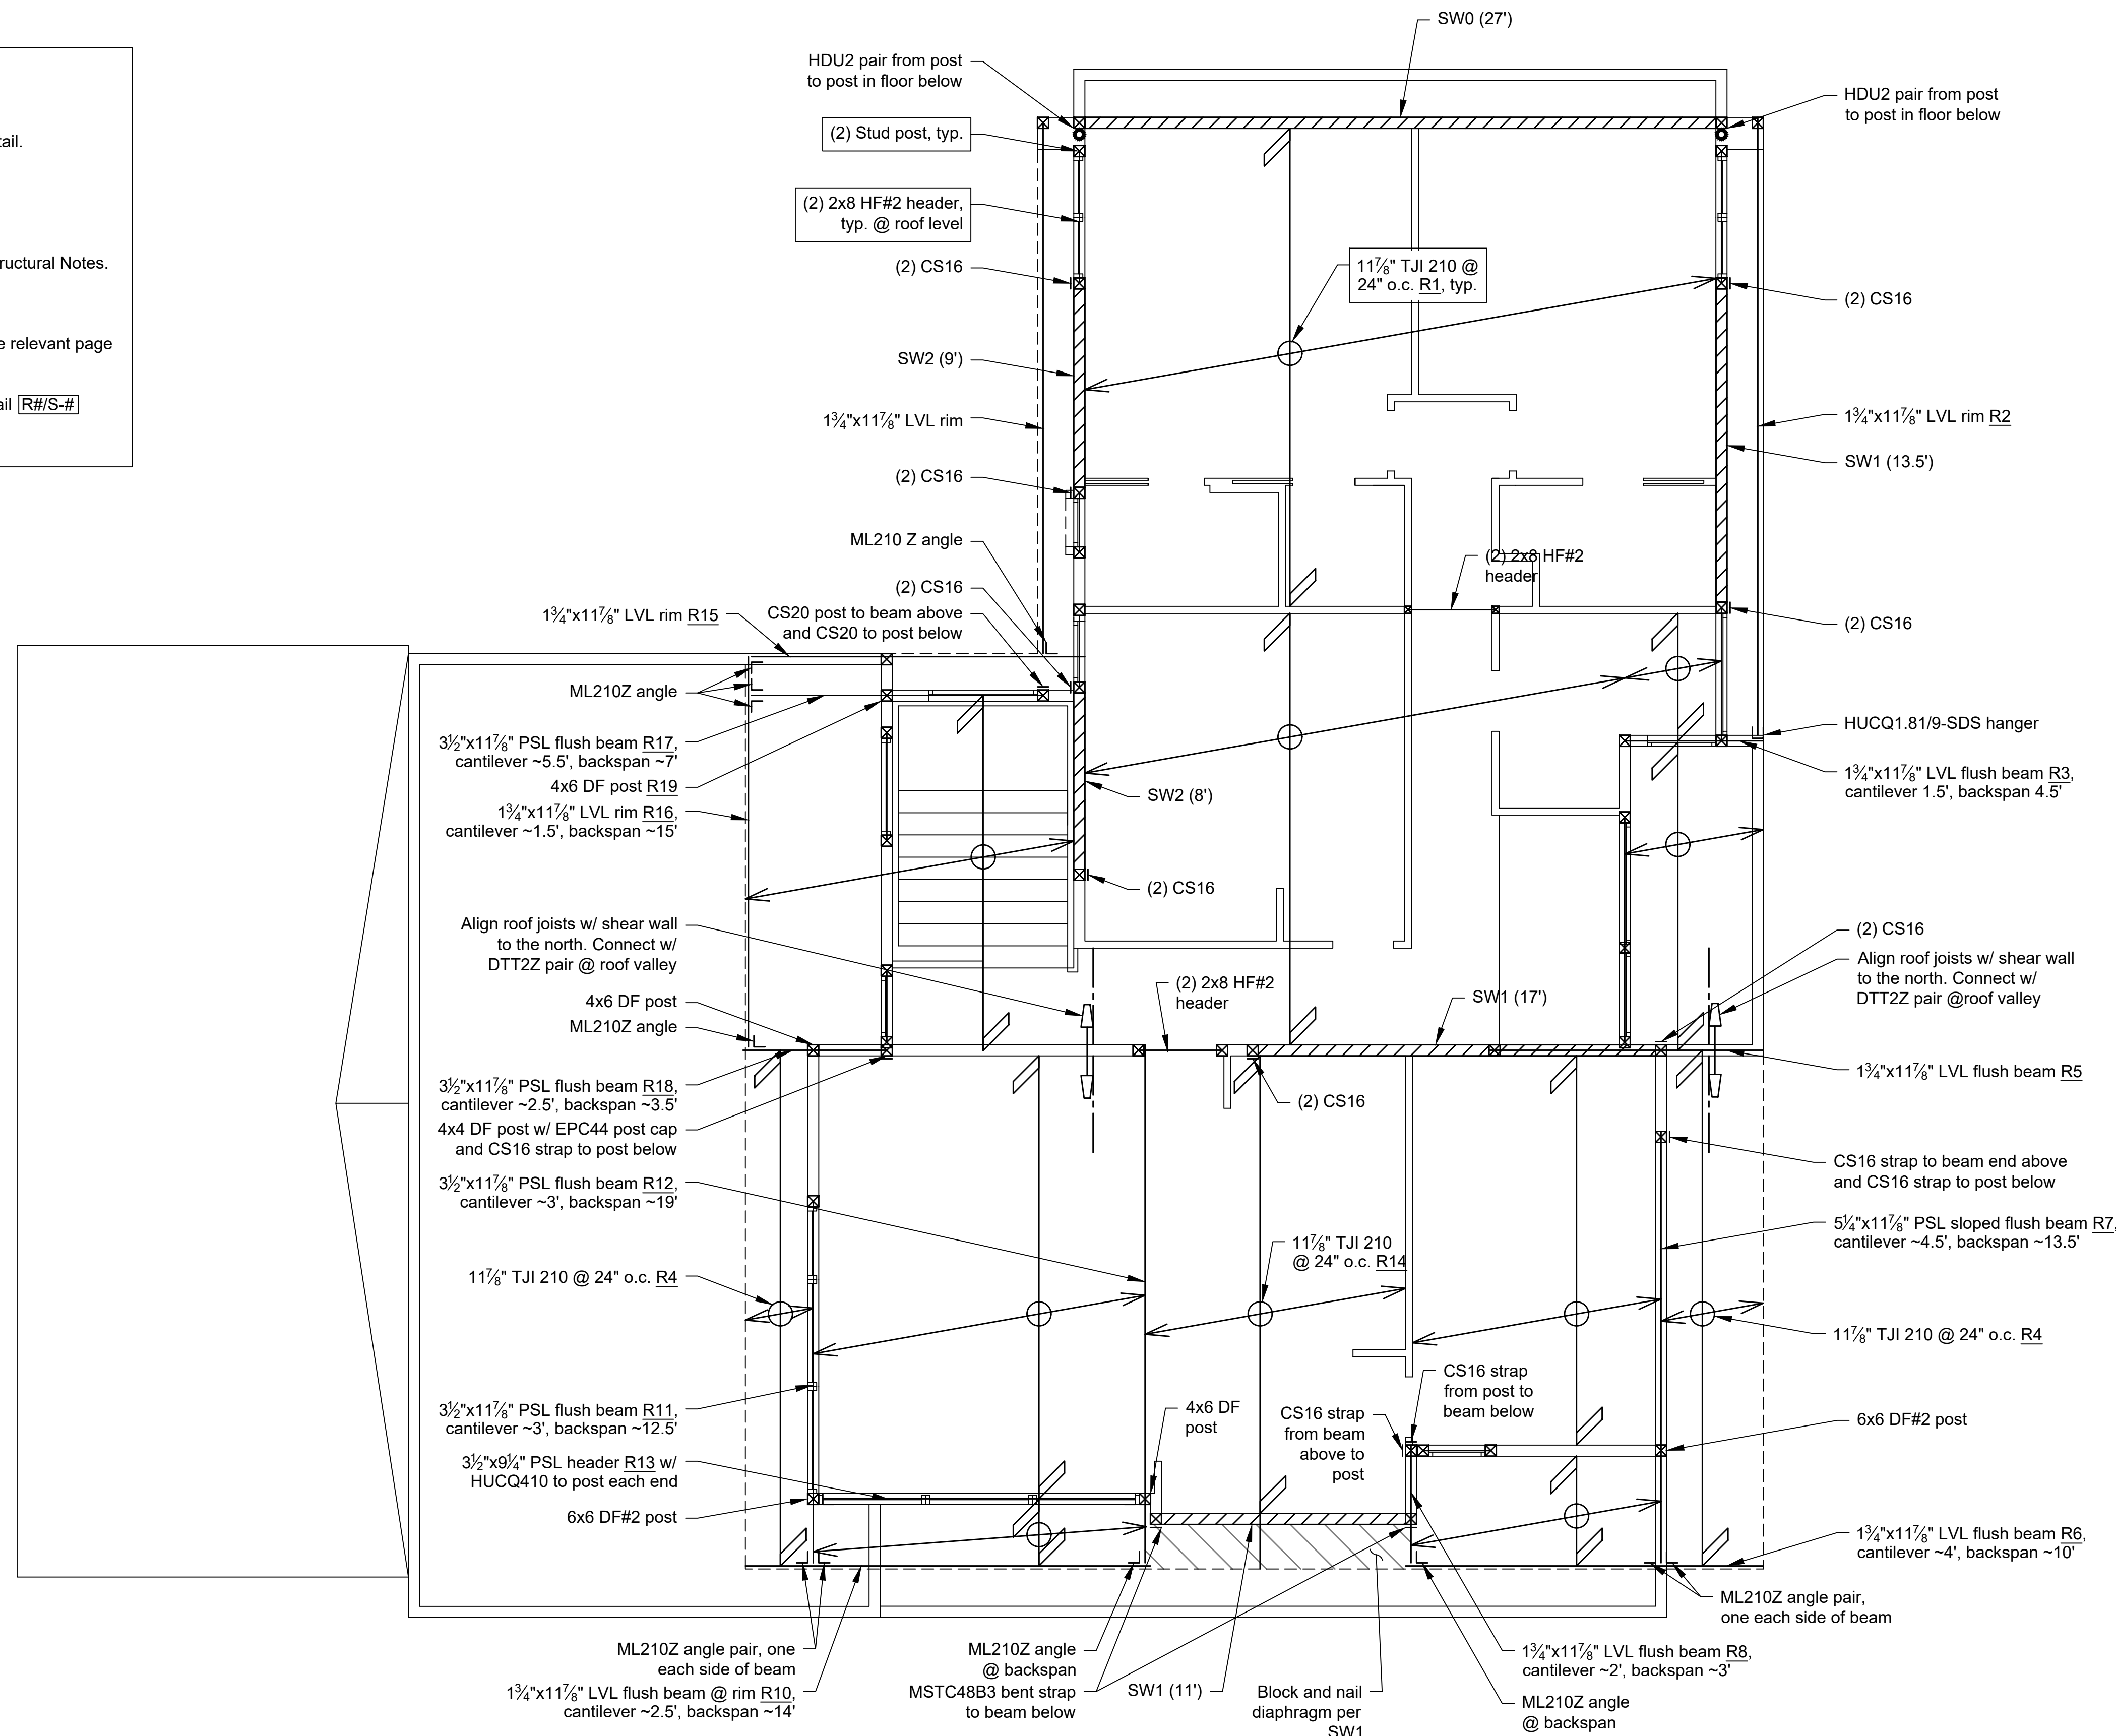 tail.
ructural Notes.
e relevant page
ail R#/S-#
SW0 (27')
HDU2 pair from post
to post in floor below
HDU2 pair from post
to post in floor below
(2) Stud post, typ.
(2) 2x8 HF#2 header,
typ. @ roof level
(2) CS16
11⅞" TJI 210 @
24" o.c. R1, typ.
(2) CS16
SW2 (9')
1¾"x11⅞" LVL rim
1¾"x11⅞" LVL rim R2
SW1 (13.5')
(2) CS16
ML210 Z angle
(2) 2x8 HF#2
header
(2) CS16
CS20 post to beam above
and CS20 to post below
1¾"x11⅞" LVL rim R15
(2) CS16
ML210Z angle
HUCQ1.81/9-SDS hanger
3½"x11⅞" PSL flush beam R17,
cantilever ~5.5', backspan ~7'
4x6 DF post R19
1¾"x11⅞" LVL rim R16,
cantilever ~1.5', backspan ~15'
1¾"x11⅞" LVL flush beam R3,
cantilever 1.5', backspan 4.5'
SW2 (8')
(2) CS16
Align roof joists w/ shear wall
to the north. Connect w/
DTT2Z pair @ roof valley
(2) CS16
Align roof joists w/ shear wall
to the north. Connect w/
DTT2Z pair @roof valley
4x6 DF post
ML210Z angle
(2) 2x8 HF#2
header
SW1 (17')
3½"x11⅞" PSL flush beam R18,
cantilever ~2.5', backspan ~3.5'
4x4 DF post w/ EPC44 post cap
and CS16 strap to post below
(2) CS16
1¾"x11⅞" LVL flush beam R5
3½"x11⅞" PSL flush beam R12,
cantilever ~3', backspan ~19'
CS16 strap to beam end above
and CS16 strap to post below
5¼"x11⅞" PSL sloped flush beam R7,
cantilever ~4.5', backspan ~13.5'
11⅞" TJI 210
@ 24" o.c. R14
11⅞" TJI 210 @ 24" o.c. R4
11⅞" TJI 210 @ 24" o.c. R4
CS16 strap
from post to
beam below
3½"x11⅞" PSL flush beam R11,
cantilever ~3', backspan ~12.5'
4x6 DF
post
CS16 strap
from beam
above to
post
6x6 DF#2 post
3½"x9¼" PSL header R13 w/
HUCQ410 to post each end
6x6 DF#2 post
1¾"x11⅞" LVL flush beam R6,
cantilever ~4', backspan ~10'
ML210Z angle pair,
one each side of beam
ML210Z angle pair, one
each side of beam
1¾"x11⅞" LVL flush beam @ rim R10,
cantilever ~2.5', backspan ~14'
ML210Z angle
@ backspan
MSTC48B3 bent strap
to beam below
SW1 (11')
Block and nail
diaphragm per
SW1
1¾"x11⅞" LVL flush beam R8,
cantilever ~2', backspan ~3'
ML210Z angle
@ backspan